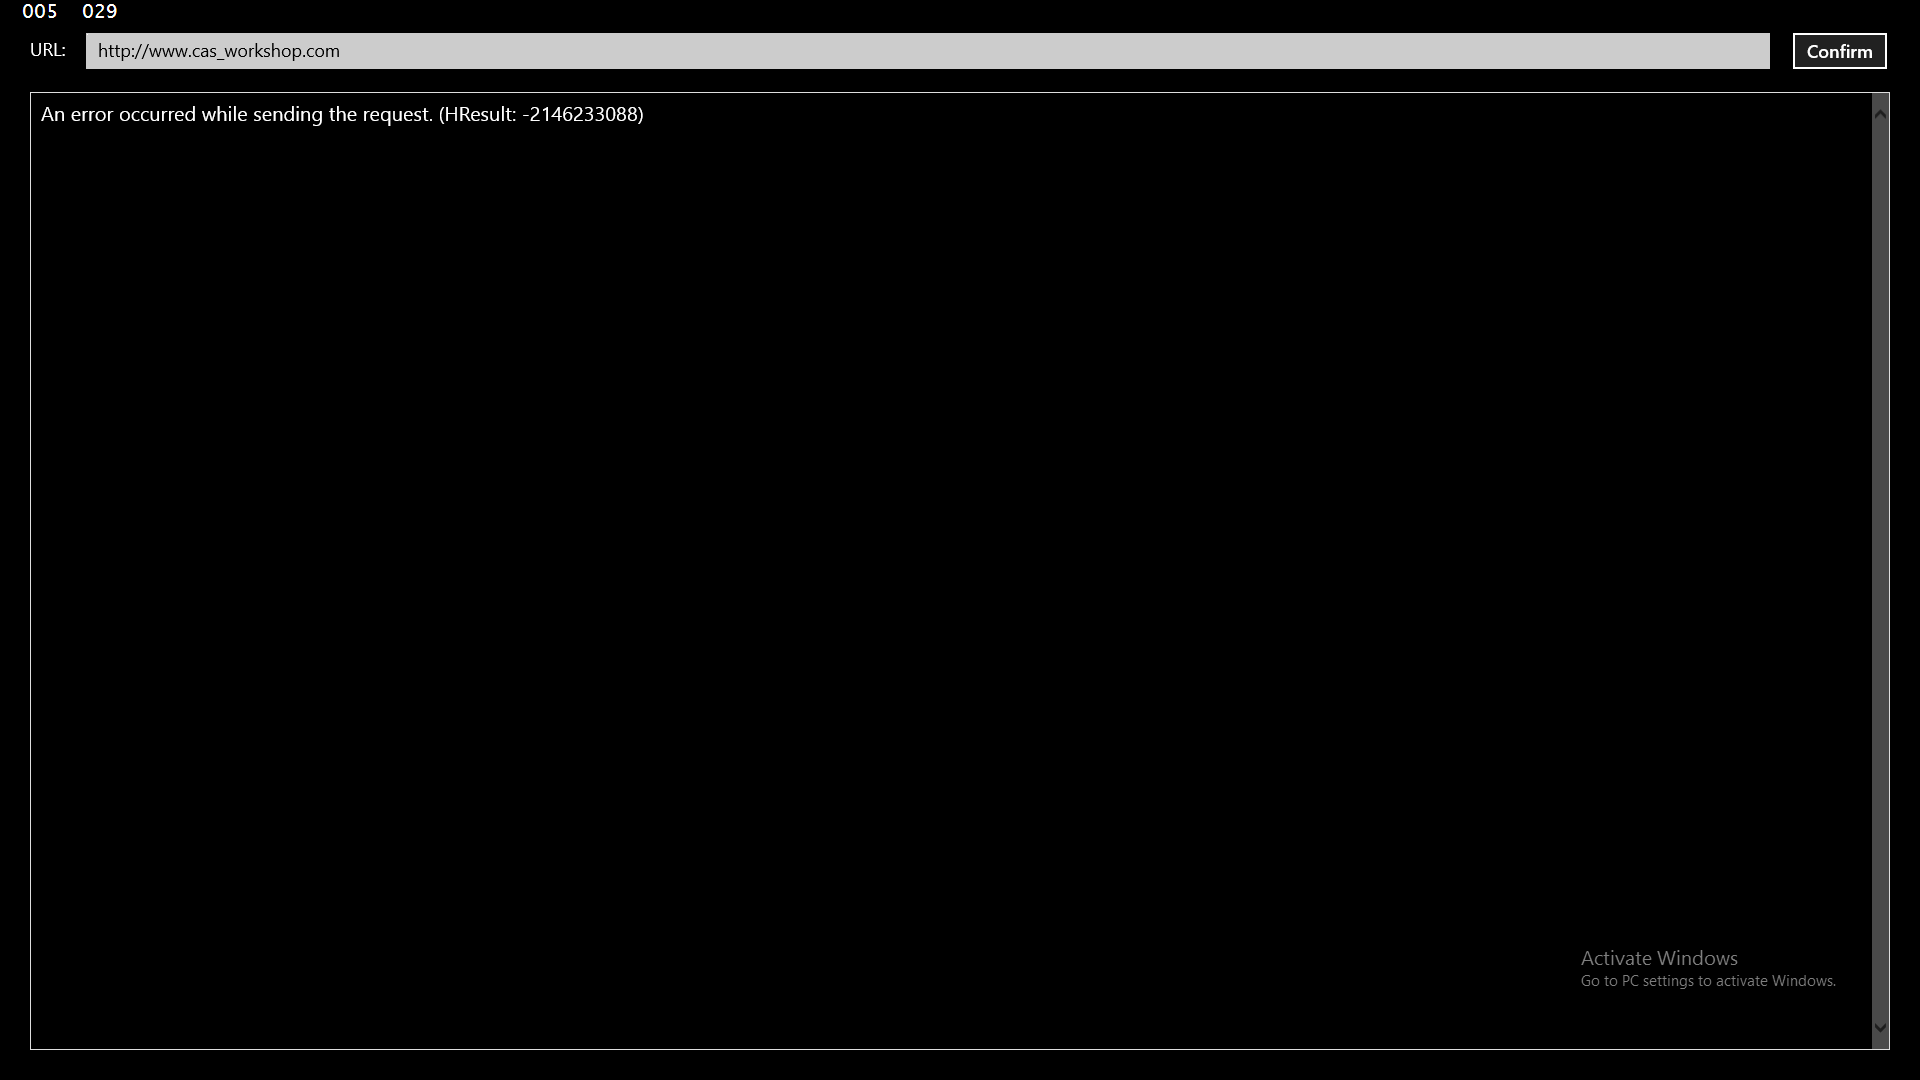 005 029
URL: http://www.cas_workshop.com Confirm
An error occurred while sending the request. (HResult: -2146233088)
Activate Windows
Go to PC settings to activate Windows.